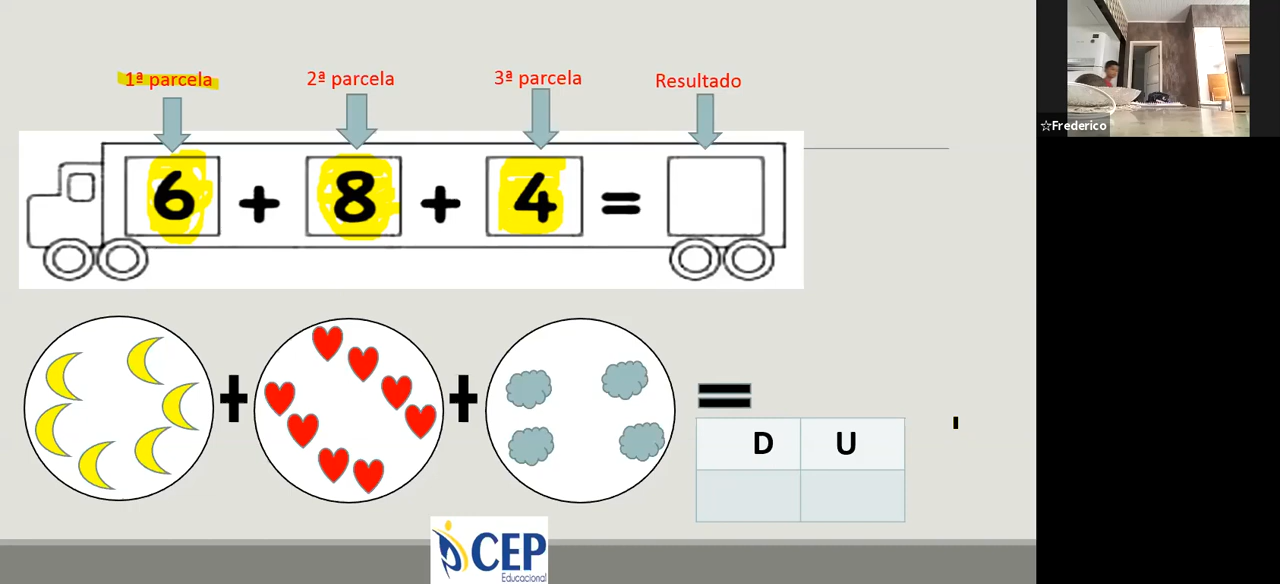 1ª parcela 2ª parcela 3ª parcela Resultado
☆Frederico
6 + 8 + 4 =
+ + =
D U
CEP
Educacional